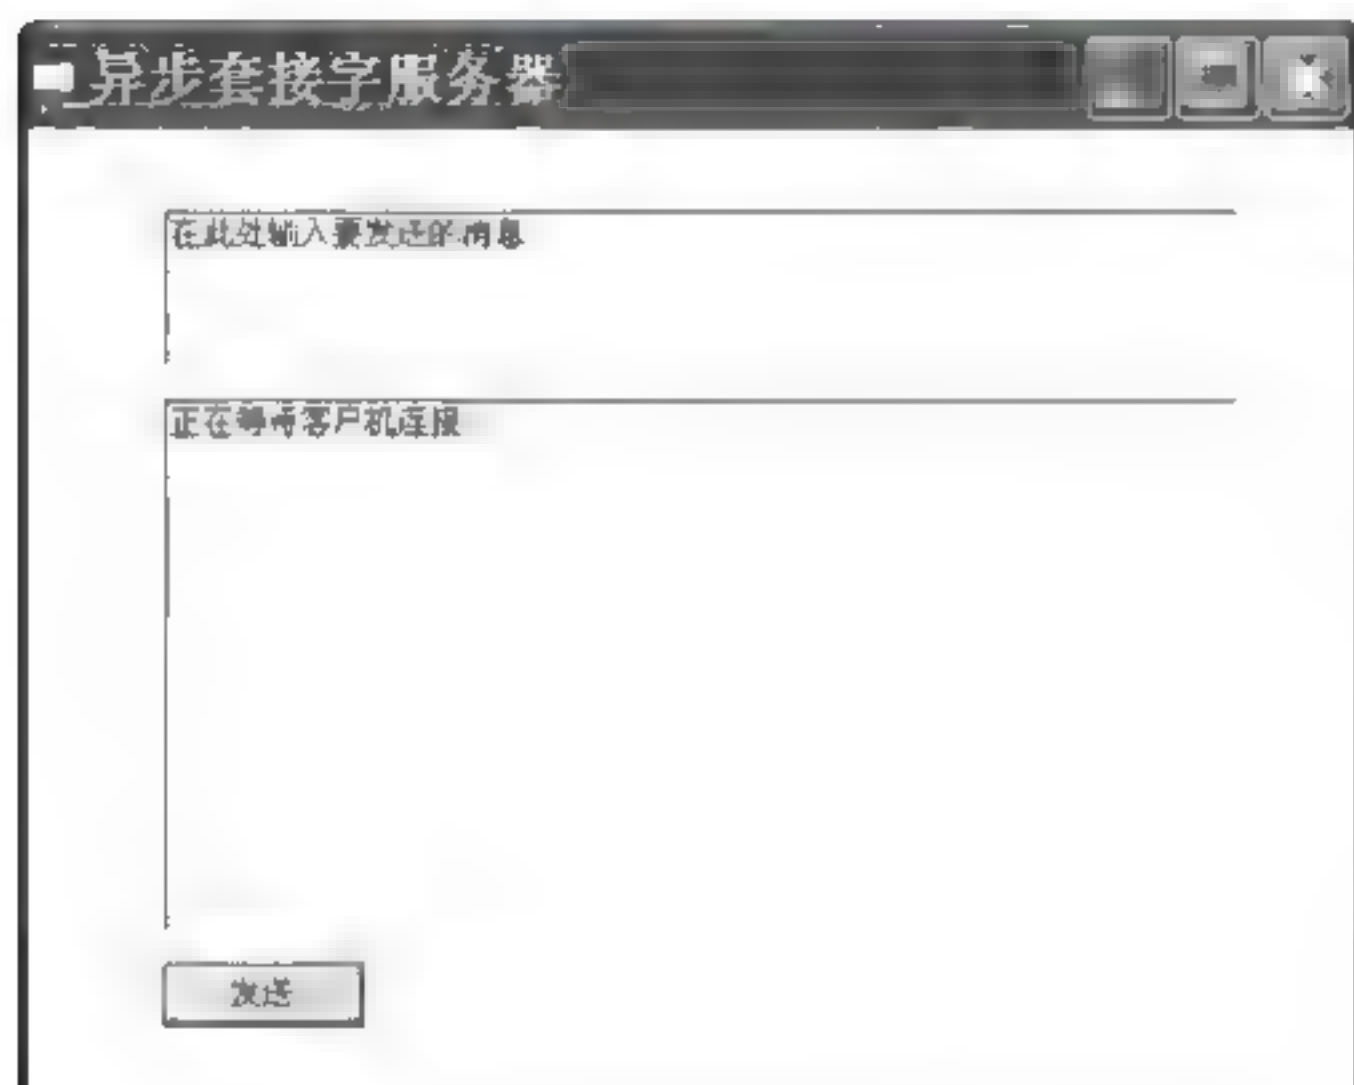 异步套接字服务器
在此处输入要发送的消息
正在等待客户机连接
发送